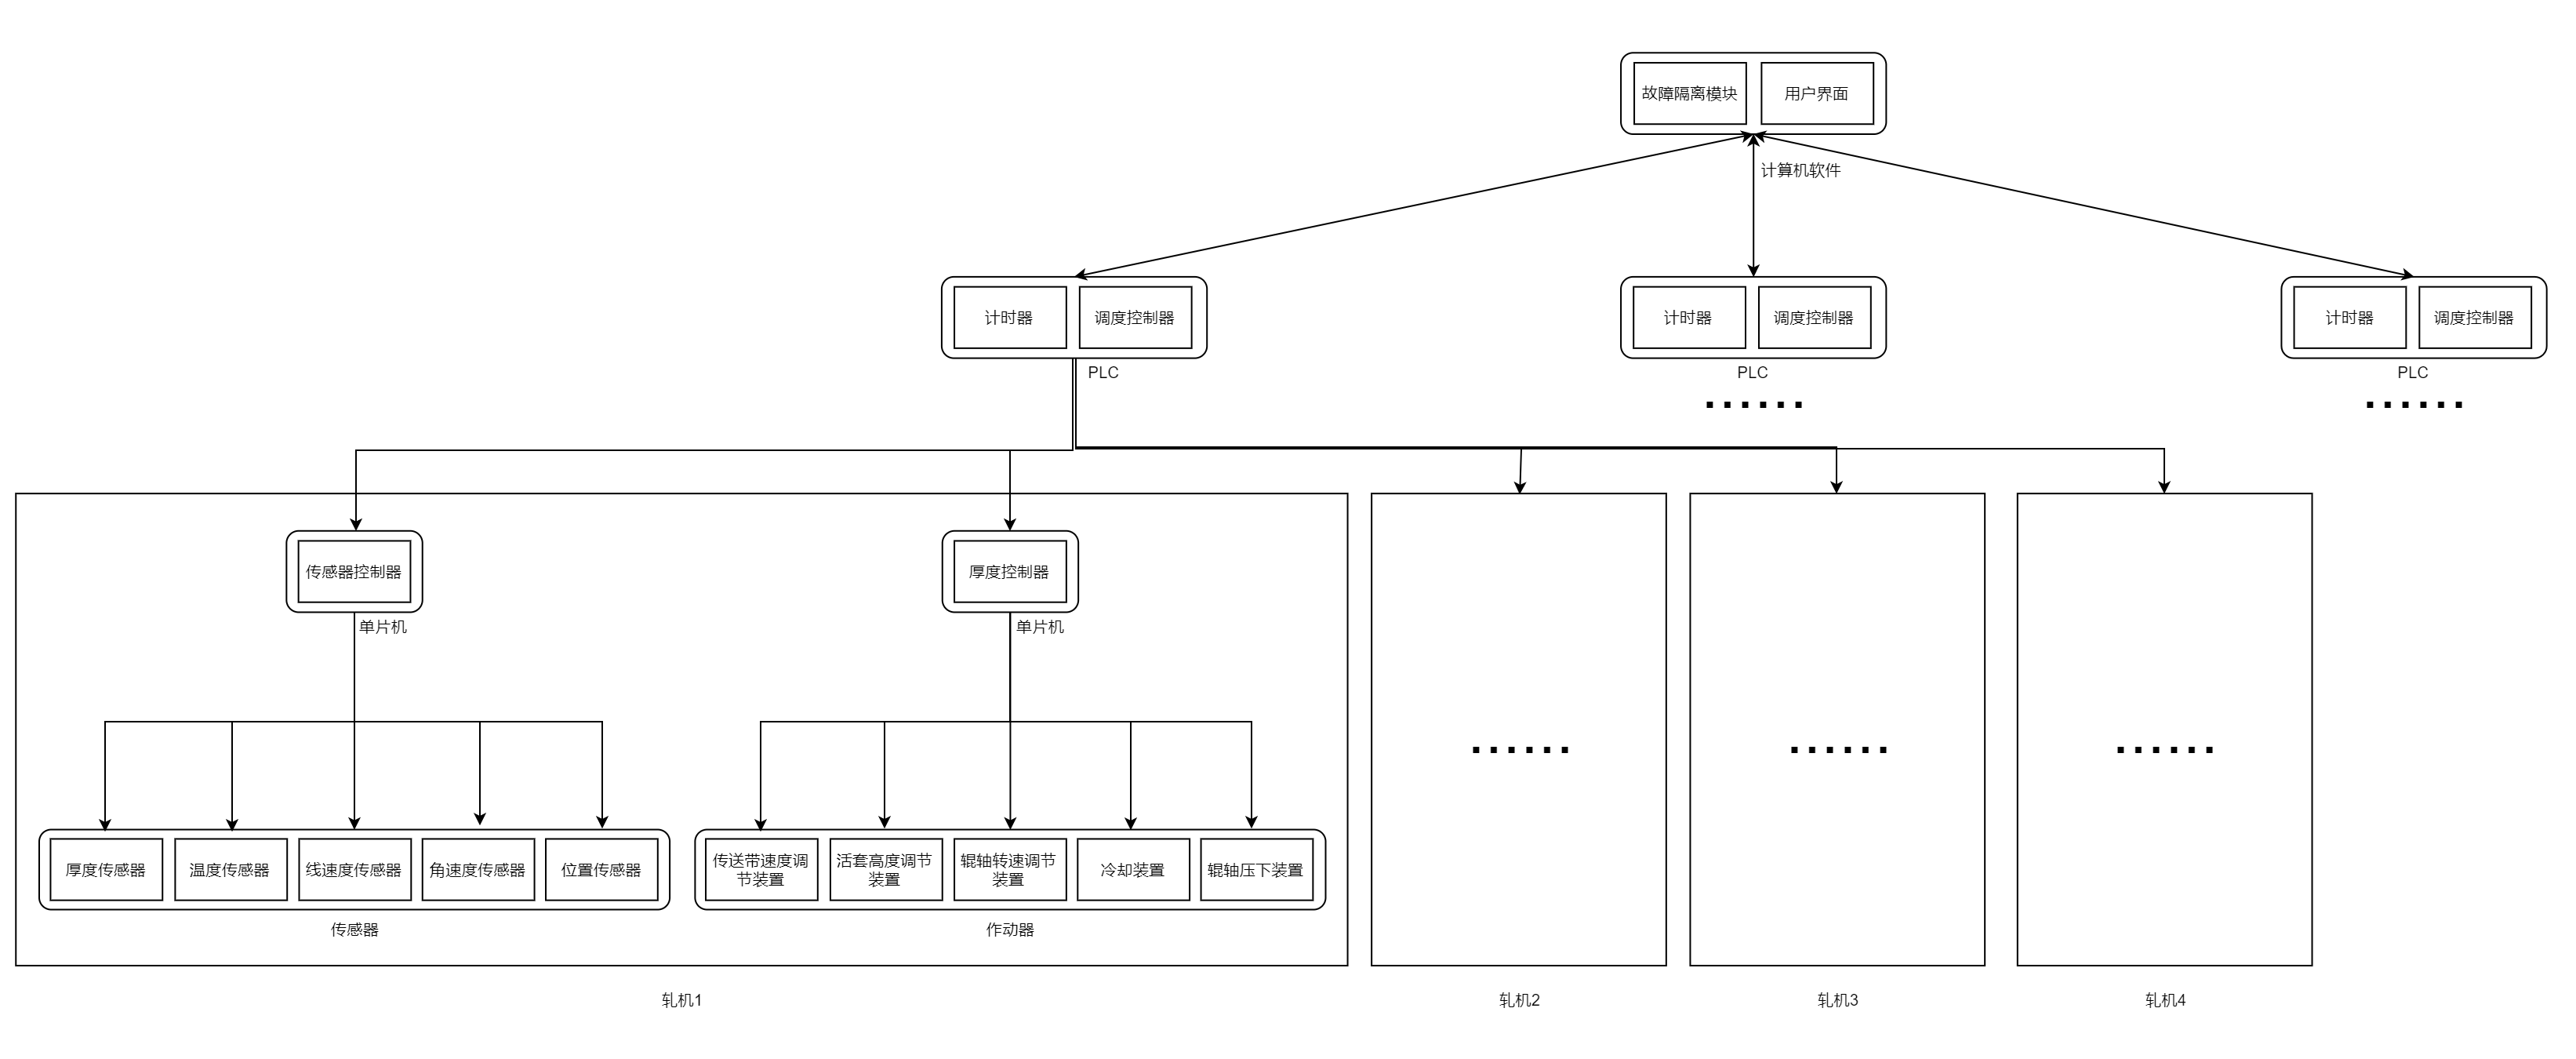 故障隔离模块
用户界面
计算机软件
计时器
调度控制器
计时器
调度控制器
计时器
调度控制器
PLC
PLC
PLC
......
......
传感器控制器
厚度控制器
单片机
单片机
......
......
......
厚度传感器
温度传感器
线速度传感器
角速度传感器
位置传感器
传送带速度调
节装置
活套高度调节
装置
辊轴转速调节
装置
冷却装置
辊轴压下装置
传感器
作动器
轧机1
轧机2
轧机3
轧机4